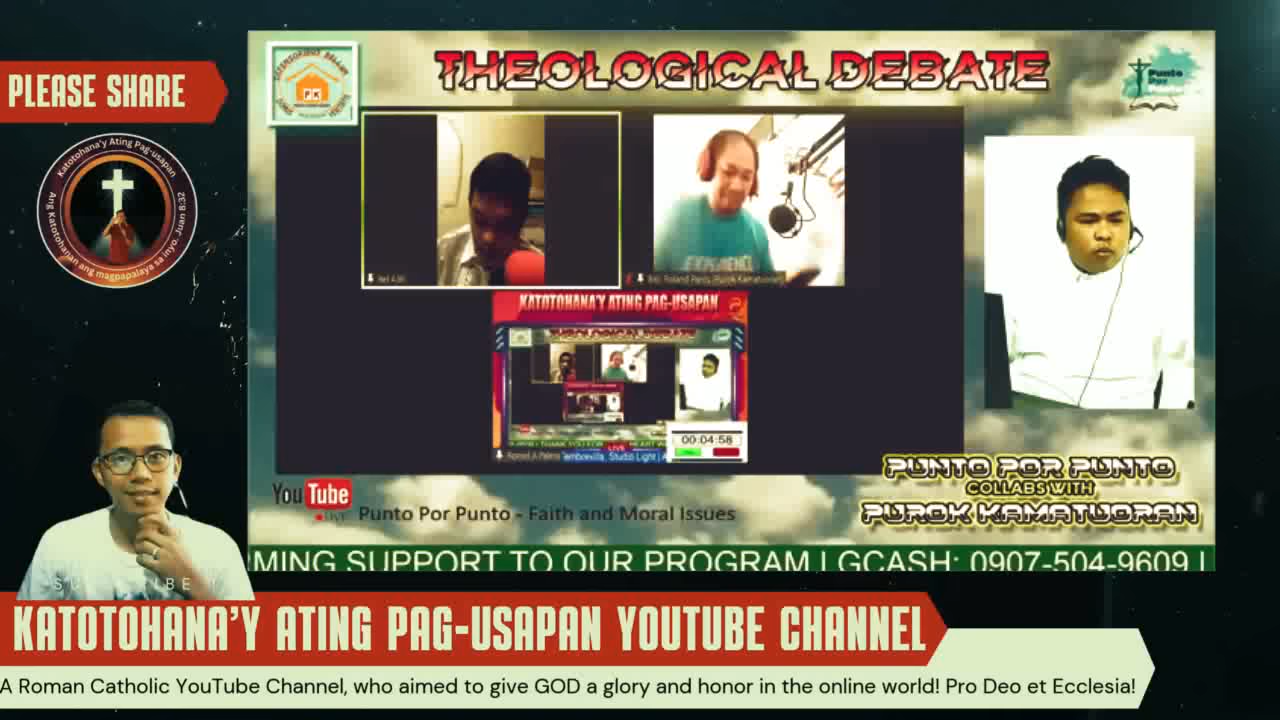 PLEASE SHARE
Katotohana'y Ating Pag-usapan
Ang Katotohanan ang magpapalaya sa inyo. Juan 8:32
THEOLOGICAL DEBATE
Punto
Por
Punto
KATOTOHANA'Y ATING PAG-USAPAN
THEOLOGICAL DEBATE
00:04:58
LIVE
YouTube
LIVE
Punto Por Punto - Faith and Moral Issues
PUNTO POR PUNTO
COLLABS WITH
PUROK KAMATUORAN
RMING SUPPORT TO OUR PROGRAM | GCASH: 0907-504-9609 |
KATOTOHANA'Y ATING PAG-USAPAN YOUTUBE CHANNEL
A Roman Catholic YouTube Channel, who aimed to give GOD a glory and honor in the online world! Pro Deo et Ecclesia!